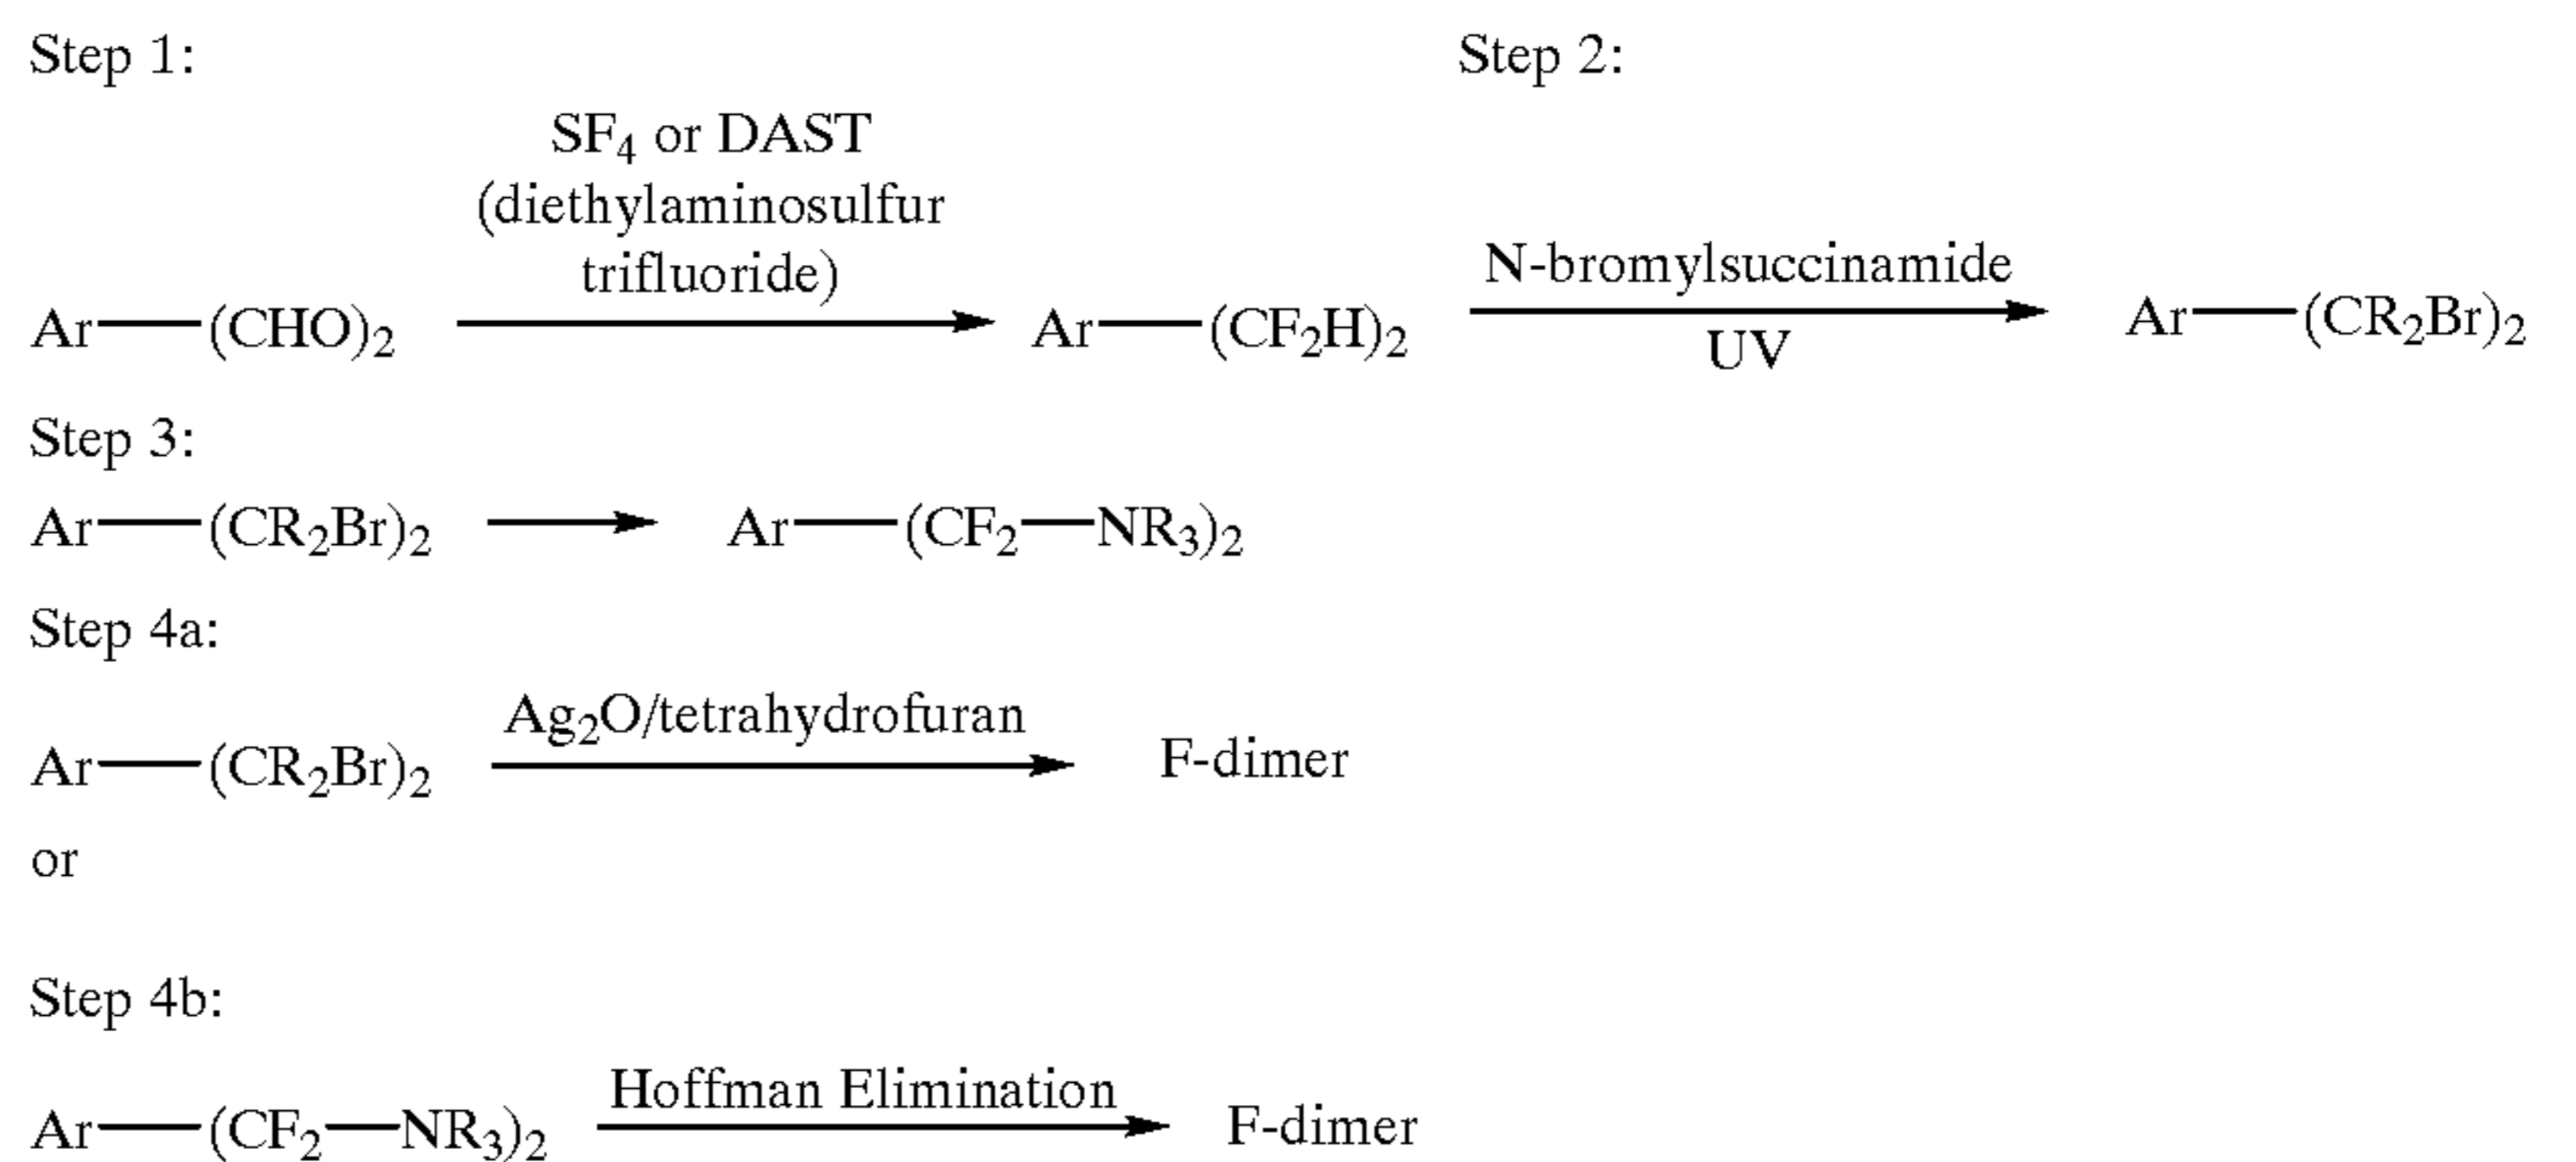 Step 1:
Step 2:
SF₄ or DAST
(diethylaminosulfur
trifluoride)
Ar—(CHO)₂
Ar—(CF₂H)₂
N-bromylsuccinamide
UV
Ar—(CR₂Br)₂
Step 3:
Ar—(CR₂Br)₂
Ar—(CF₂—NR₃)₂
Step 4a:
Ar—(CR₂Br)₂
Ag₂O/tetrahydrofuran
F-dimer
or
Step 4b:
Ar—(CF₂—NR₃)₂
Hoffman Elimination
F-dimer